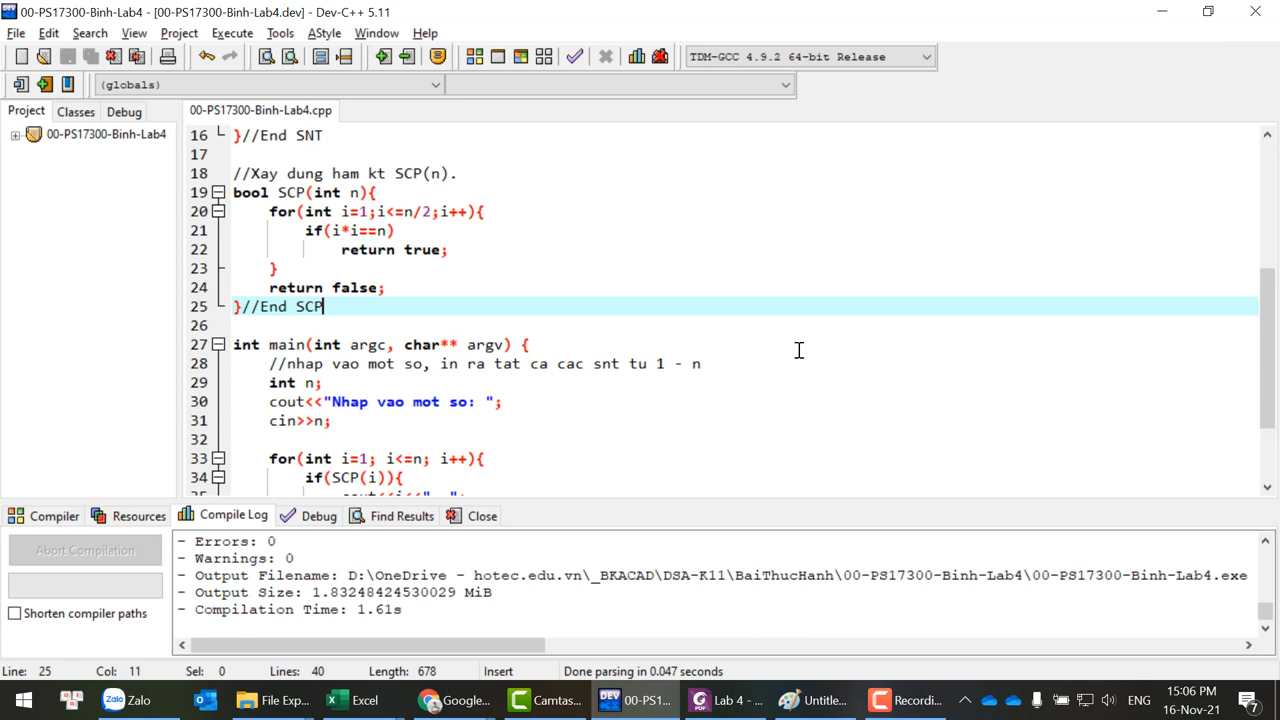 00-PS17300-Binh-Lab4 - [00-PS17300-Binh-Lab4.dev] - Dev-C++ 5.11
File Edit Search View Project Execute Tools AStyle Window Help
TDM-GCC 4.9.2 64-bit Release
(globals)
Project Classes Debug
00-PS17300-Binh-Lab4.cpp
00-PS17300-Binh-Lab4
16 }//End SNT
17
18 //Xay dung ham kt SCP(n).
19 bool SCP(int n){
20 for(int i=1;i<=n/2;i++){
21 if(i*i==n)
22 return true;
23 }
24 return false;
25 }//End SCP
26
27 int main(int argc, char** argv) {
28 //nhap vao mot so, in ra tat ca cac snt tu 1 - n
29 int n;
30 cout<<"Nhap vao mot so: ";
31 cin>>n;
32
33 for(int i=1; i<=n; i++){
34 if(SCP(i)){
Compiler Resources Compile Log Debug Find Results Close
Abort Compilation
Shorten compiler paths
- Errors: 0
- Warnings: 0
- Output Filename: D:\OneDrive - hotec.edu.vn\_BKACAD\DSA-K11\BaiThucHanh\00-PS17300-Binh-Lab4\00-PS17300-Binh-Lab4.exe
- Output Size: 1.83248424530029 MiB
- Compilation Time: 1.61s
Line: 25 Col: 11 Sel: 0 Lines: 40 Length: 678 Insert Done parsing in 0.047 seconds
Zalo File Exp... Excel Google... Camtas... DEV 00-PS1... Lab 4 - ... Untitle... Recordi... ENG 15:06 PM
16-Nov-21
7